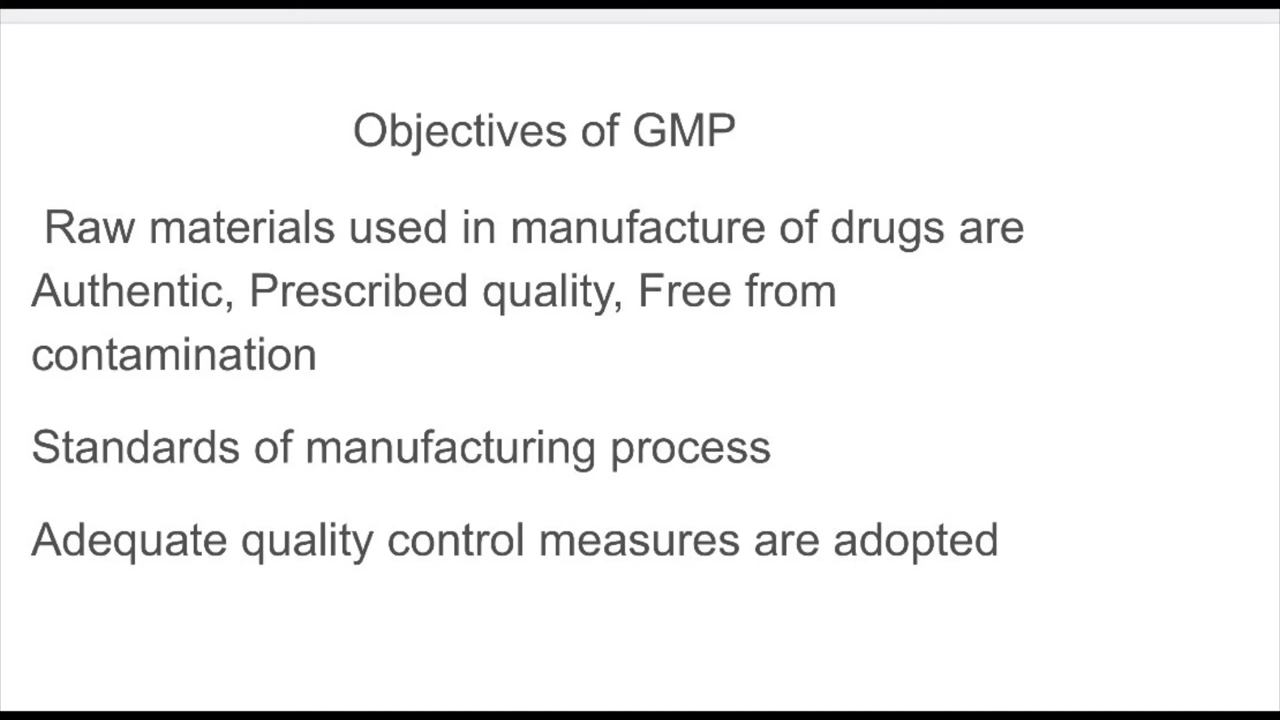 Objectives of GMP
Raw materials used in manufacture of drugs are
Authentic, Prescribed quality, Free from
contamination
Standards of manufacturing process
Adequate quality control measures are adopted